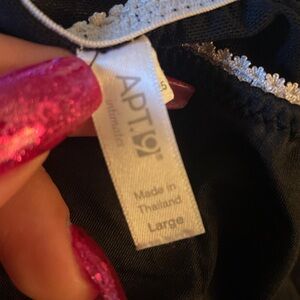 APT.9
intimates
Made in
Thailand
Large